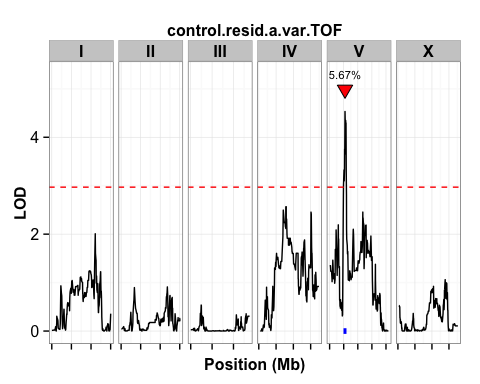 control.resid.a.var.TOF
I II III IV V X
5.67%
4
2
0
LOD
Position (Mb)